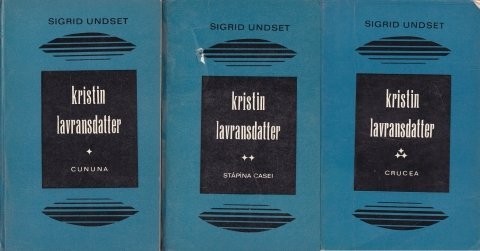 SIGRID UNDSET
kristin
lavransdatter
CUNUNA
SIGRID UNDSET
kristin
lavransdatter
STĂPÎNA CASEI
SIGRID UNDSET
kristin
lavransdatter
CRUCEA